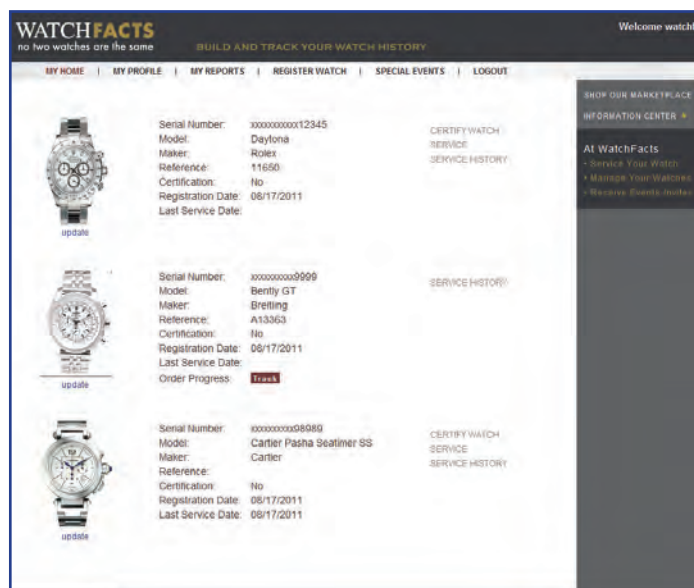 WATCHFACTS
no two watches are the same
BUILD AND TRACK YOUR WATCH HISTORY
Welcome watch
MY HOME | MY PROFILE | MY REPORTS | REGISTER WATCH | SPECIAL EVENTS | LOGOUT
SHOP OUR MARKETPLACE
INFORMATION CENTER
At WatchFacts
• Service Your Watch
• Manage Your Watches
• Receive Events Invites
Serial Number: xxxxxxxxxxx12345
Model: Daytona
Maker: Rolex
Reference: 11650
Certification: No
Registration Date: 08/17/2011
Last Service Date:
CERTIFY WATCH
SERVICE
SERVICE HISTORY
update
Serial Number: xxxxxxxxxx9999
Model: Bently GT
Maker: Breitling
Reference: A13363
Certification: No
Registration Date: 08/17/2011
Last Service Date:
Order Progress: Track
SERVICE HISTORY
update
Serial Number: xxxxxxxxxx98989
Model: Cartier Pasha Seatimer SS
Maker: Cartier
Reference:
Certification: No
Registration Date: 08/17/2011
Last Service Date: 08/17/2011
CERTIFY WATCH
SERVICE
SERVICE HISTORY
update